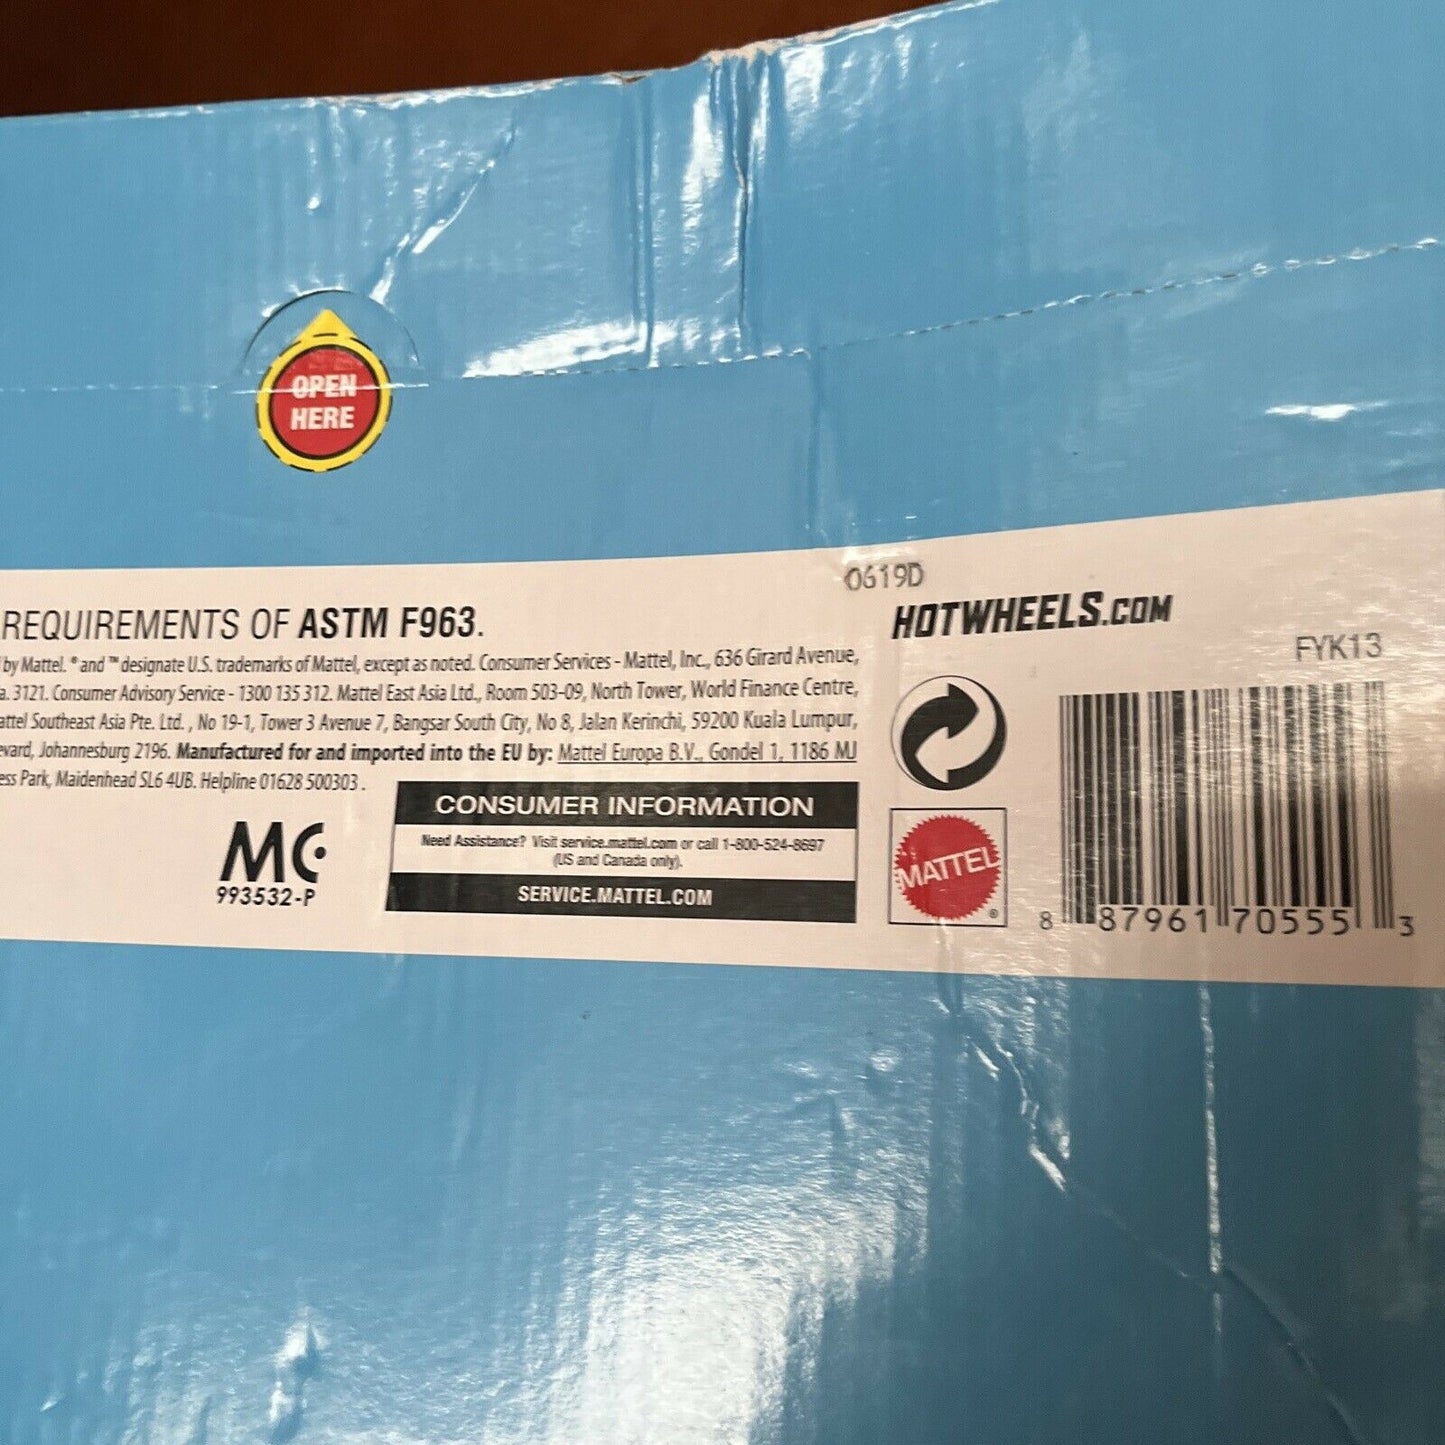 OPEN
HERE
0619D
REQUIREMENTS OF ASTM F963.
HOTWHEELS.COM
FYK13
by Mattel. ® and ™ designate U.S. trademarks of Mattel, except as noted. Consumer Services - Mattel, Inc., 636 Girard Avenue,
a. 3121. Consumer Advisory Service - 1300 135 312. Mattel East Asia Ltd., Room 503-09, North Tower, World Finance Centre,
attel Southeast Asia Pte. Ltd. , No 19-1, Tower 3 Avenue 7, Bangsar South City, No 8, Jalan Kerinchi, 59200 Kuala Lumpur,
evard, Johannesburg 2196. Manufactured for and imported into the EU by: Mattel Europa B.V., Gondel 1, 1186 MJ
ess Park, Maidenhead SL6 4UB. Helpline 01628 500303 .
MC
993532-P
CONSUMER INFORMATION
Need Assistance? Visit service.mattel.com or call 1-800-524-8697
(US and Canada only).
SERVICE.MATTEL.COM
MATTEL
®
8 87961 70555 3